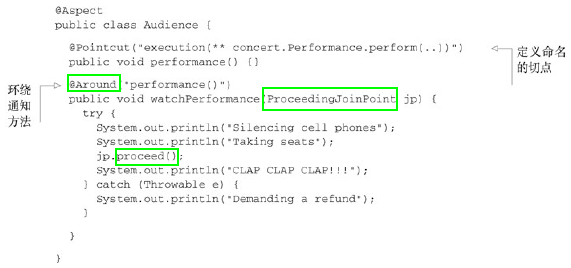 @Aspect
public class Audience {
@Pointcut("execution(** concert.Performance.perform(..))")
public void performance() {}
定义命名
的切点
环绕
通知
方法
@Around("performance()")
public void watchPerformance(ProceedingJoinPoint jp) {
try {
System.out.println("Silencing cell phones");
System.out.println("Taking seats");
jp.proceed();
System.out.println("CLAP CLAP CLAP!!!");
} catch (Throwable e) {
System.out.println("Demanding a refund");
}
}
}